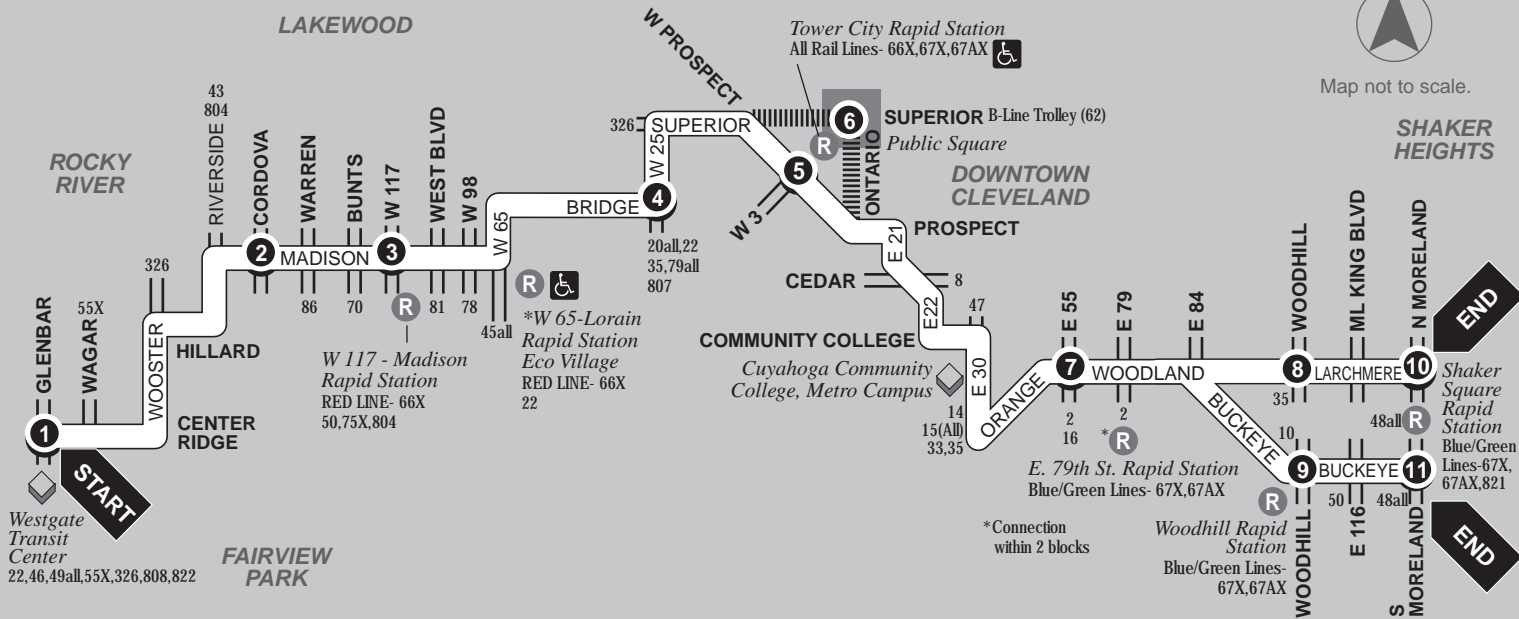 LAKEWOOD
ROCKY
RIVER
FAIRVIEW
PARK
DOWNTOWN
CLEVELAND
SHAKER
HEIGHTS
Map not to scale.
1
GLENBAR
START
Westgate
Transit
Center
22,46,49all,55X,326,808,822
WAGAR
55X
CENTER
RIDGE
WOOSTER
326
HILLARD
RIVERSIDE
43
804
2
CORDOVA
MADISON
WARREN
86
BUNTS
70
3
W 117
R
W 117 - Madison
Rapid Station
RED LINE- 66X
50,75X,804
WEST BLVD
81
W 98
78
W 65
45all
R
*W 65-Lorain
Rapid Station
Eco Village
RED LINE- 66X
22
BRIDGE
4
20all,22
35,79all
807
W 25
326
SUPERIOR
W PROSPECT
Tower City Rapid Station
All Rail Lines- 66X,67X,67AX
R
5
W 3
6
SUPERIOR B-Line Trolley (62)
Public Square
ONTARIO
PROSPECT
E 21
CEDAR
8
E22
COMMUNITY COLLEGE
47
Cuyahoga Community
College, Metro Campus
E 30
14
15(All)
33,35
ORANGE
7
E 55
2
16
WOODLAND
E 79
2
*
R
E. 79th St. Rapid Station
Blue/Green Lines- 67X,67AX
*Connection
within 2 blocks
E 84
8
WOODHILL
35
LARCHMERE
ML KING BLVD
10
N MORELAND
END
48all
R
Shaker
Square
Rapid
Station
Blue/Green
Lines-67X,
67AX,821
BUCKEYE
10
9
WOODHILL
R
Woodhill Rapid
Station
Blue/Green Lines-
67X,67AX
BUCKEYE
50
E 116
11
48all
S
MORELAND
END